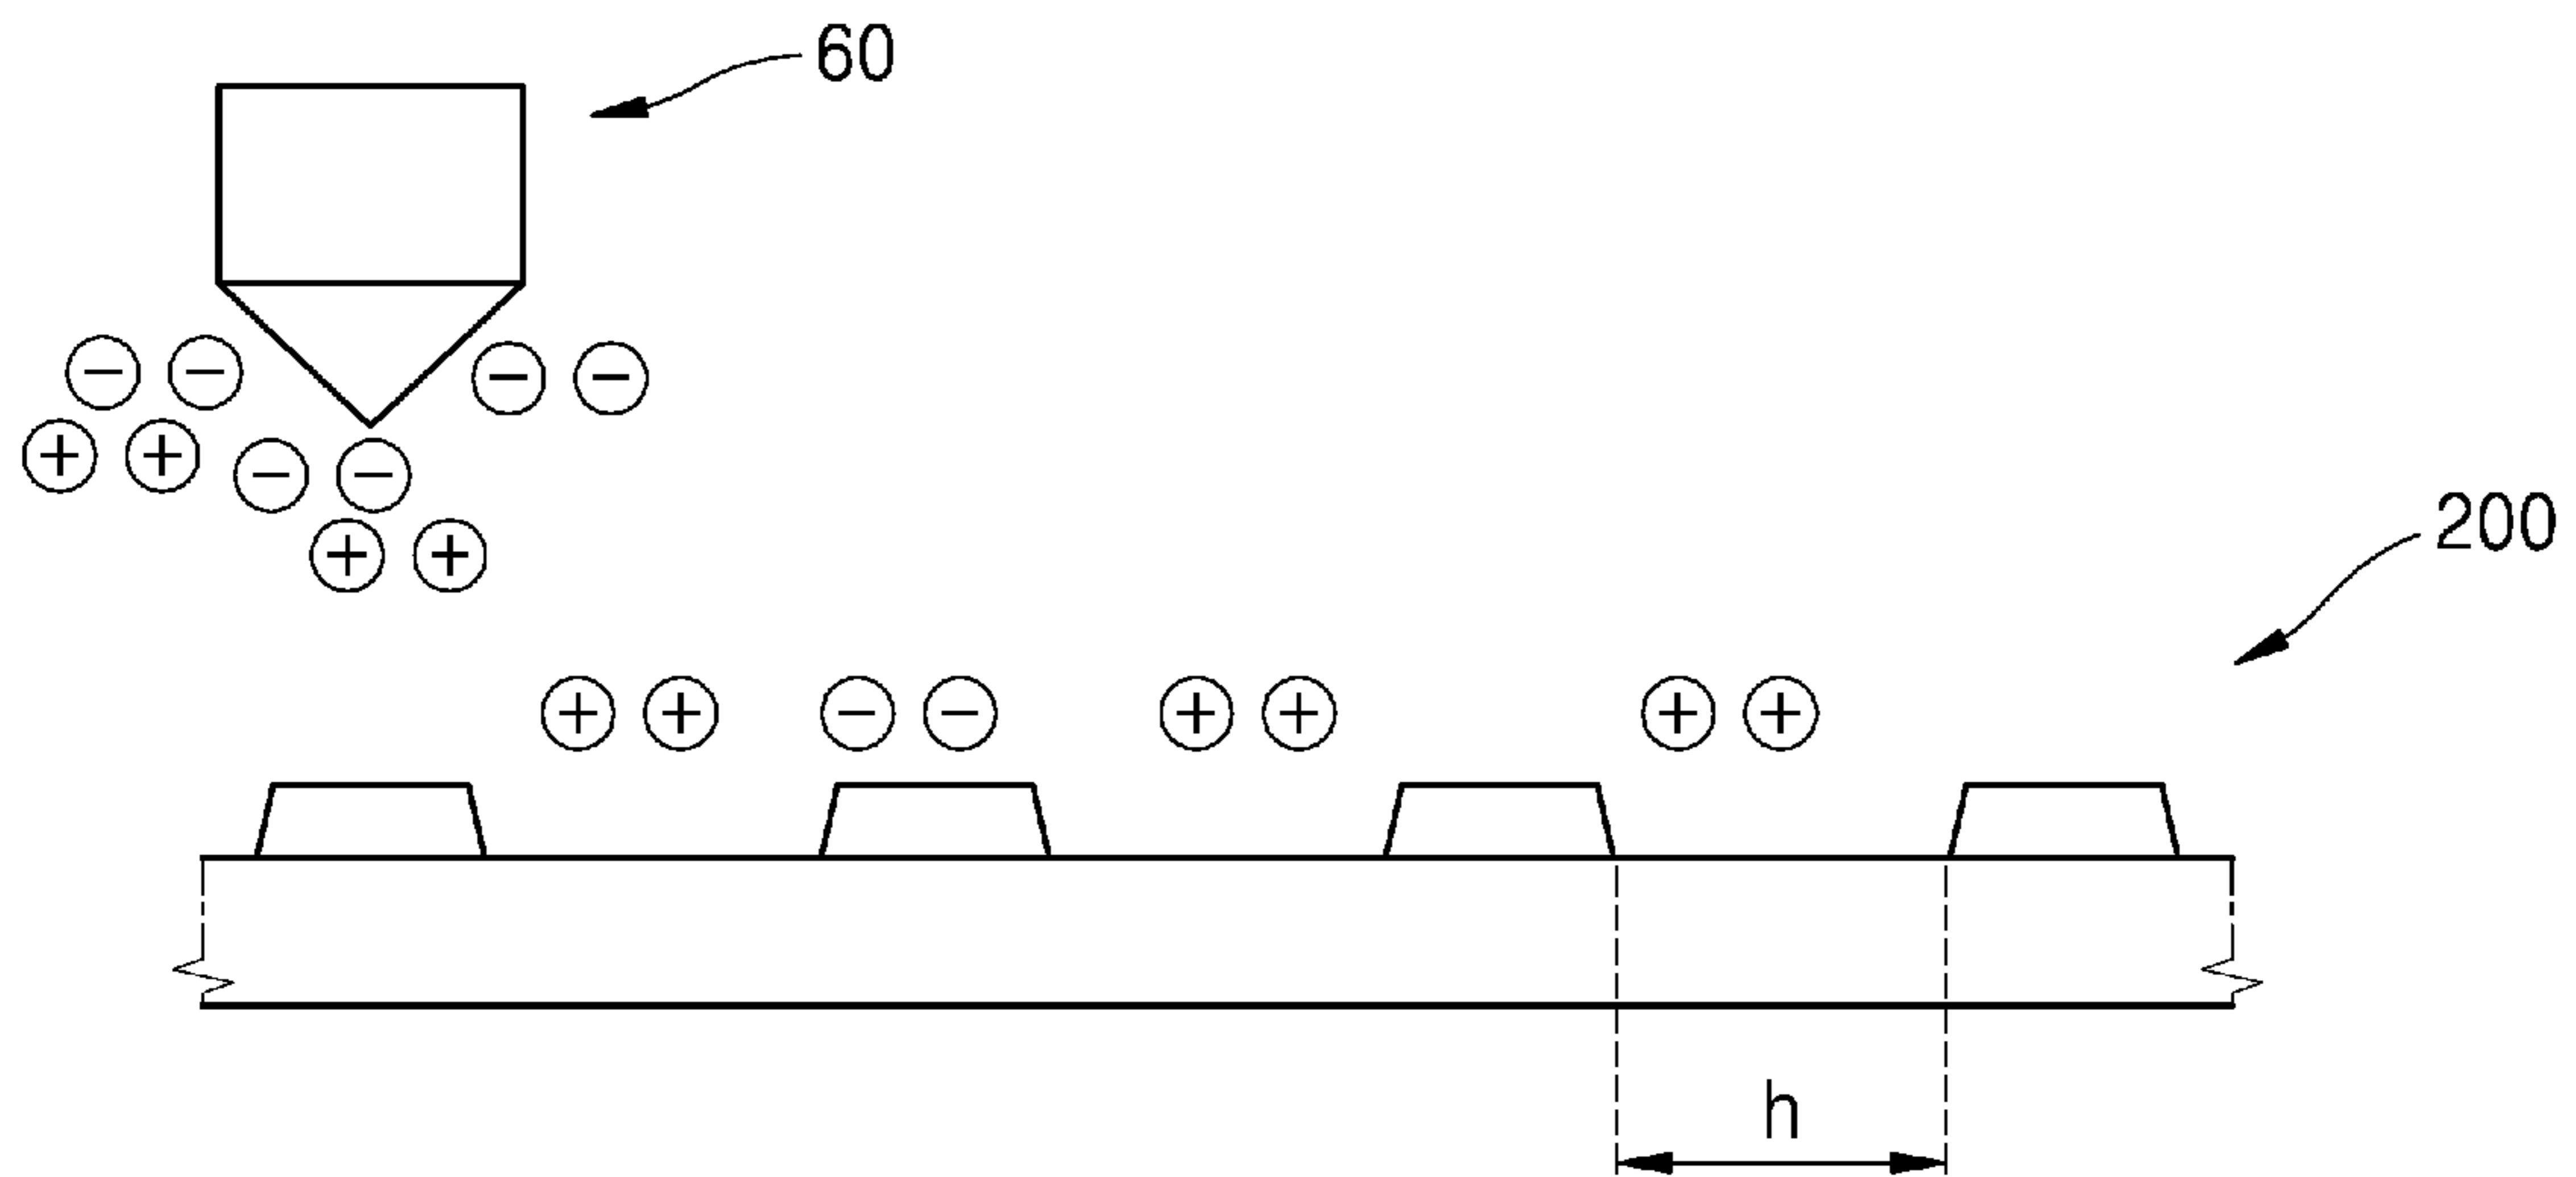 60
− − − −
+ + − −
+ +
200
+ + − − + + + +
h